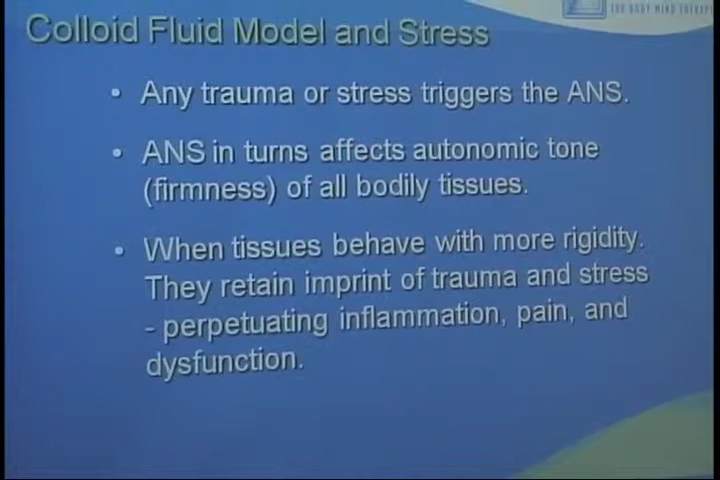 Colloid Fluid Model and Stress
• Any trauma or stress triggers the ANS.
• ANS in turns affects autonomic tone
(firmness) of all bodily tissues.
• When tissues behave with more rigidity.
They retain imprint of trauma and stress
- perpetuating inflammation, pain, and
dysfunction.